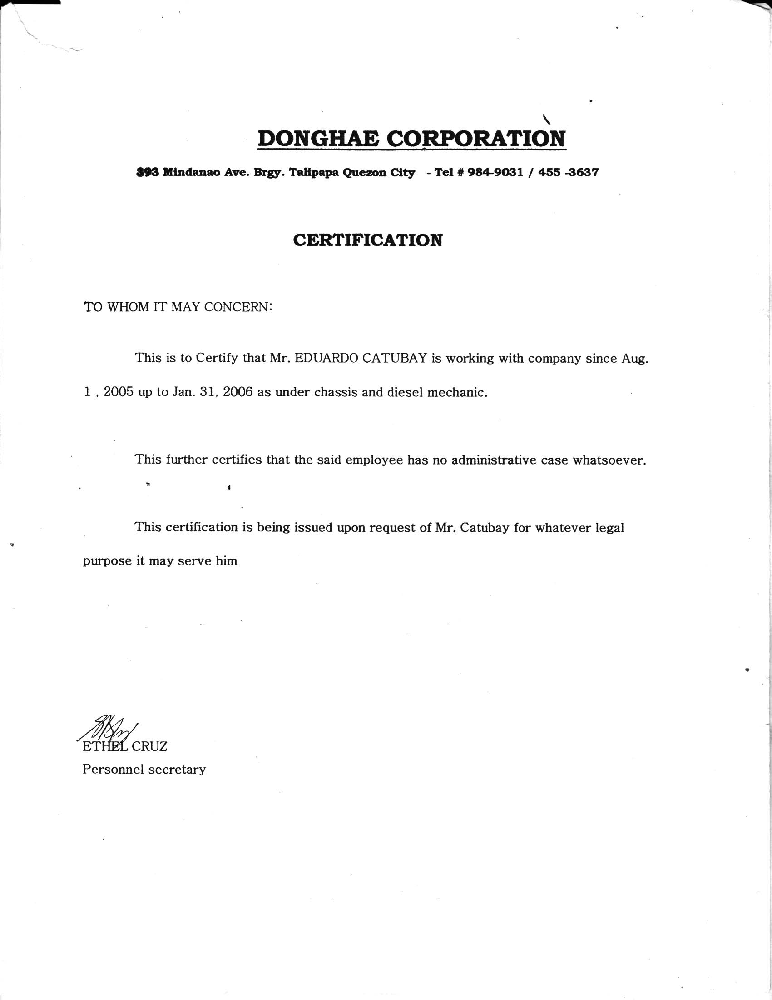 DONGHAE CORPORATION
393 Mindanao Ave. Brgy. Talipapa Quezon City - Tel # 984-9031 / 455 -3637
CERTIFICATION
TO WHOM IT MAY CONCERN:
This is to Certify that Mr. EDUARDO CATUBAY is working with company since Aug.
1 , 2005 up to Jan. 31, 2006 as under chassis and diesel mechanic.
This further certifies that the said employee has no administrative case whatsoever.
This certification is being issued upon request of Mr. Catubay for whatever legal
purpose it may serve him
ETHEL CRUZ
Personnel secretary